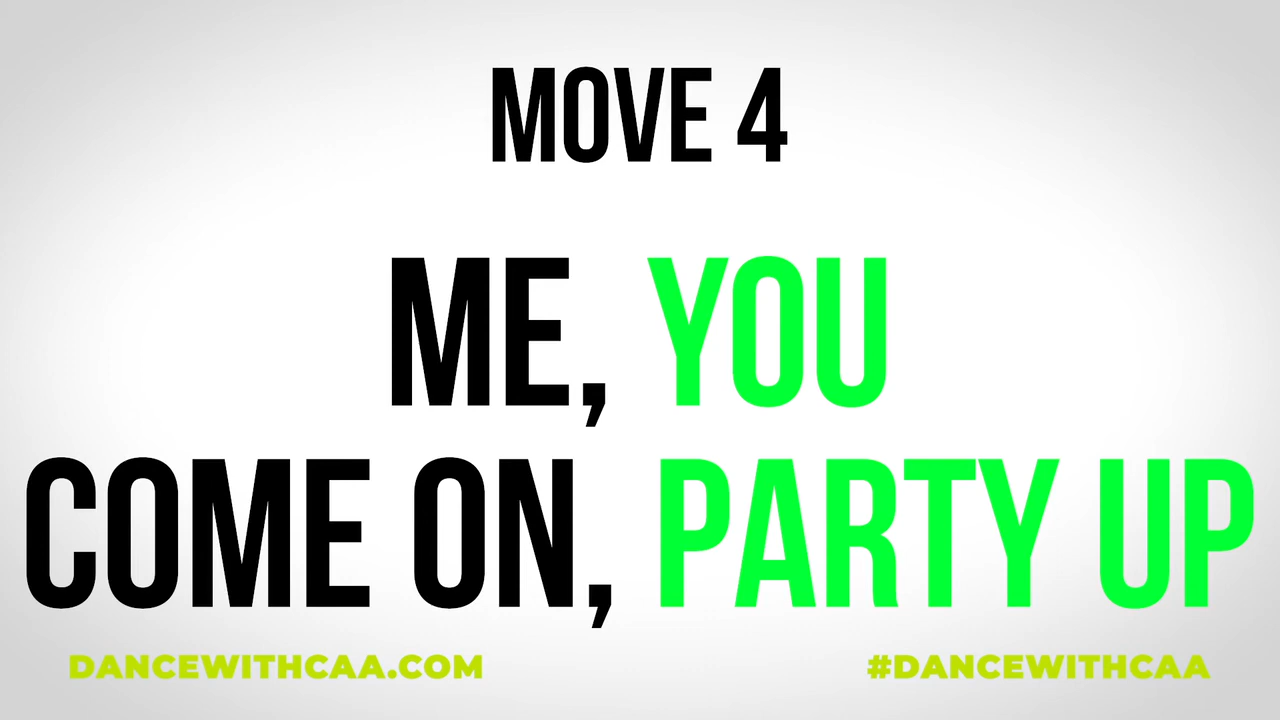 MOVE 4
ME, YOU
COME ON, PARTY UP
DANCEWITHCAA.COM
#DANCEWITHCAA